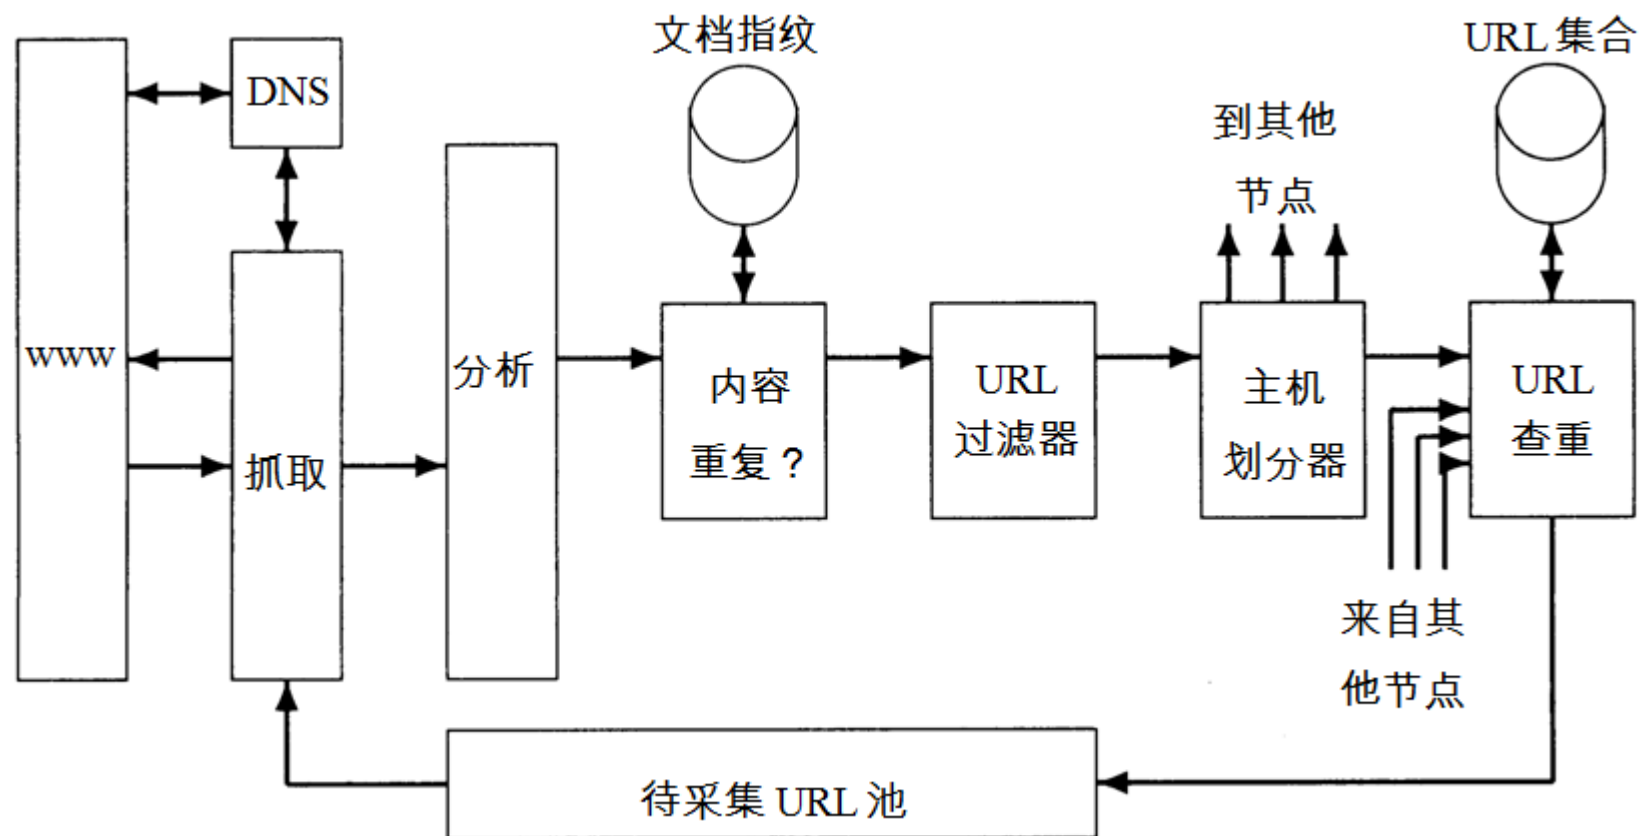 文档指纹
URL 集合
DNS
到其他
节点
www
分析
内容
重复？
URL
过滤器
主机
划分器
URL
查重
抓取
来自其
他节点
待采集 URL 池